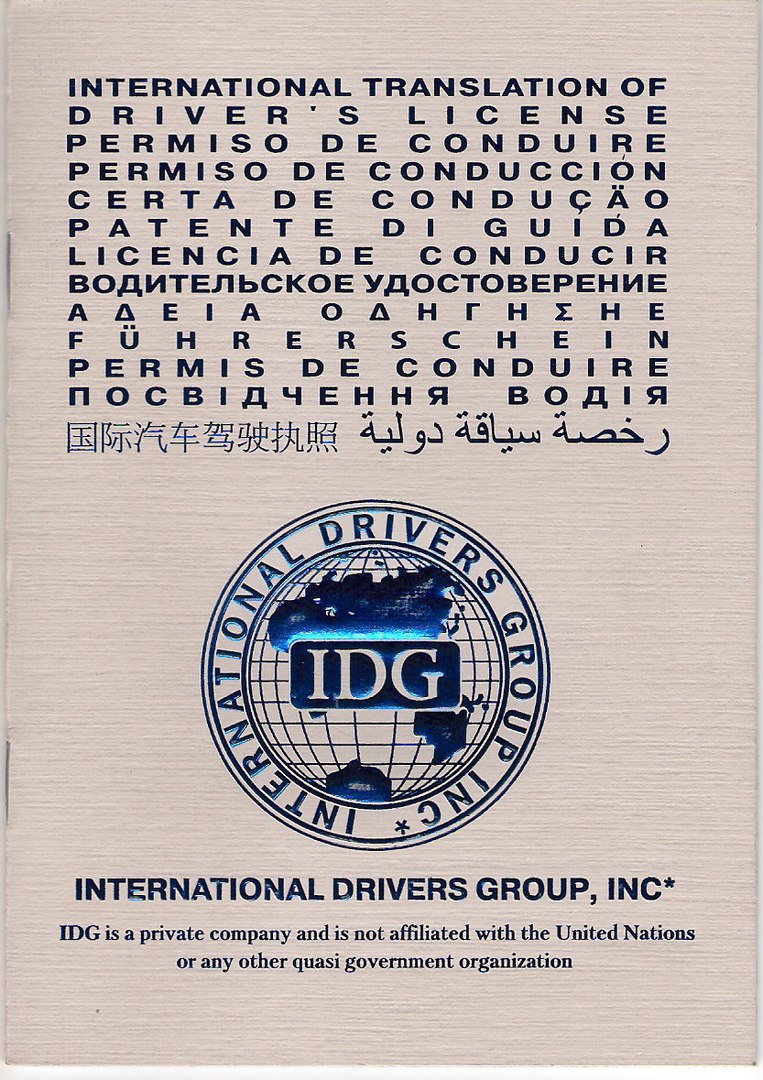 INTERNATIONAL TRANSLATION OF
DRIVER'S LICENSE
PERMISO DE CONDUIRE
PERMISO DE CONDUCCIÓN
CERTA DE CONDUÇÄO
PATENTE DI GUIDA
LICENCIA DE CONDUCIR
ВОДИТЕЛЬСКОЕ УДОСТОВЕРЕНИЕ
ΑΔΕΙΑ ΟΔΗΓΗΣΗΕ
FÜHRERSCHEIN
PERMIS DE CONDUIRE
ПОСВІДЧЕННЯ ВОДІЯ
国际汽车驾驶执照 رخصة سياقة دولية
INTERNATIONAL DRIVERS GROUP INC*
IDG
INTERNATIONAL DRIVERS GROUP, INC*
IDG is a private company and is not affiliated with the United Nations
or any other quasi government organization